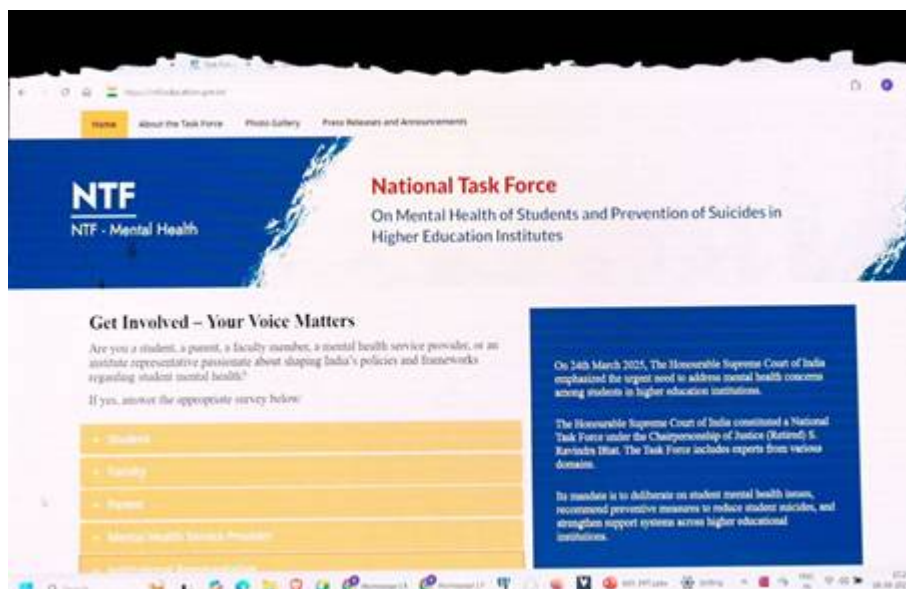 Home About the Task Force Photo Gallery Press Releases and Announcements
NTF
NTF - Mental Health
National Task Force
On Mental Health of Students and Prevention of Suicides in
Higher Education Institutes
Get Involved – Your Voice Matters
Are you a student, a parent, a faculty member, a mental health service provider, or an
institute representative passionate about shaping India's policies and frameworks
regarding student mental health?
If yes, answer the appropriate survey below:
+ Student
+ Faculty
+ Parent
+ Mental Health Service Provider
On 24th March 2025, The Honourable Supreme Court of India
emphasized the urgent need to address mental health concerns
among students in higher education institutions.
The Honourable Supreme Court of India constituted a National
Task Force under the Chairpersonship of Justice (Retired) S.
Ravindra Bhat. The Task Force includes experts from various
domains.
Its mandate is to deliberate on student mental health issues,
recommend preventive measures to reduce student suicides, and
strengthen support systems across higher educational
institutions.